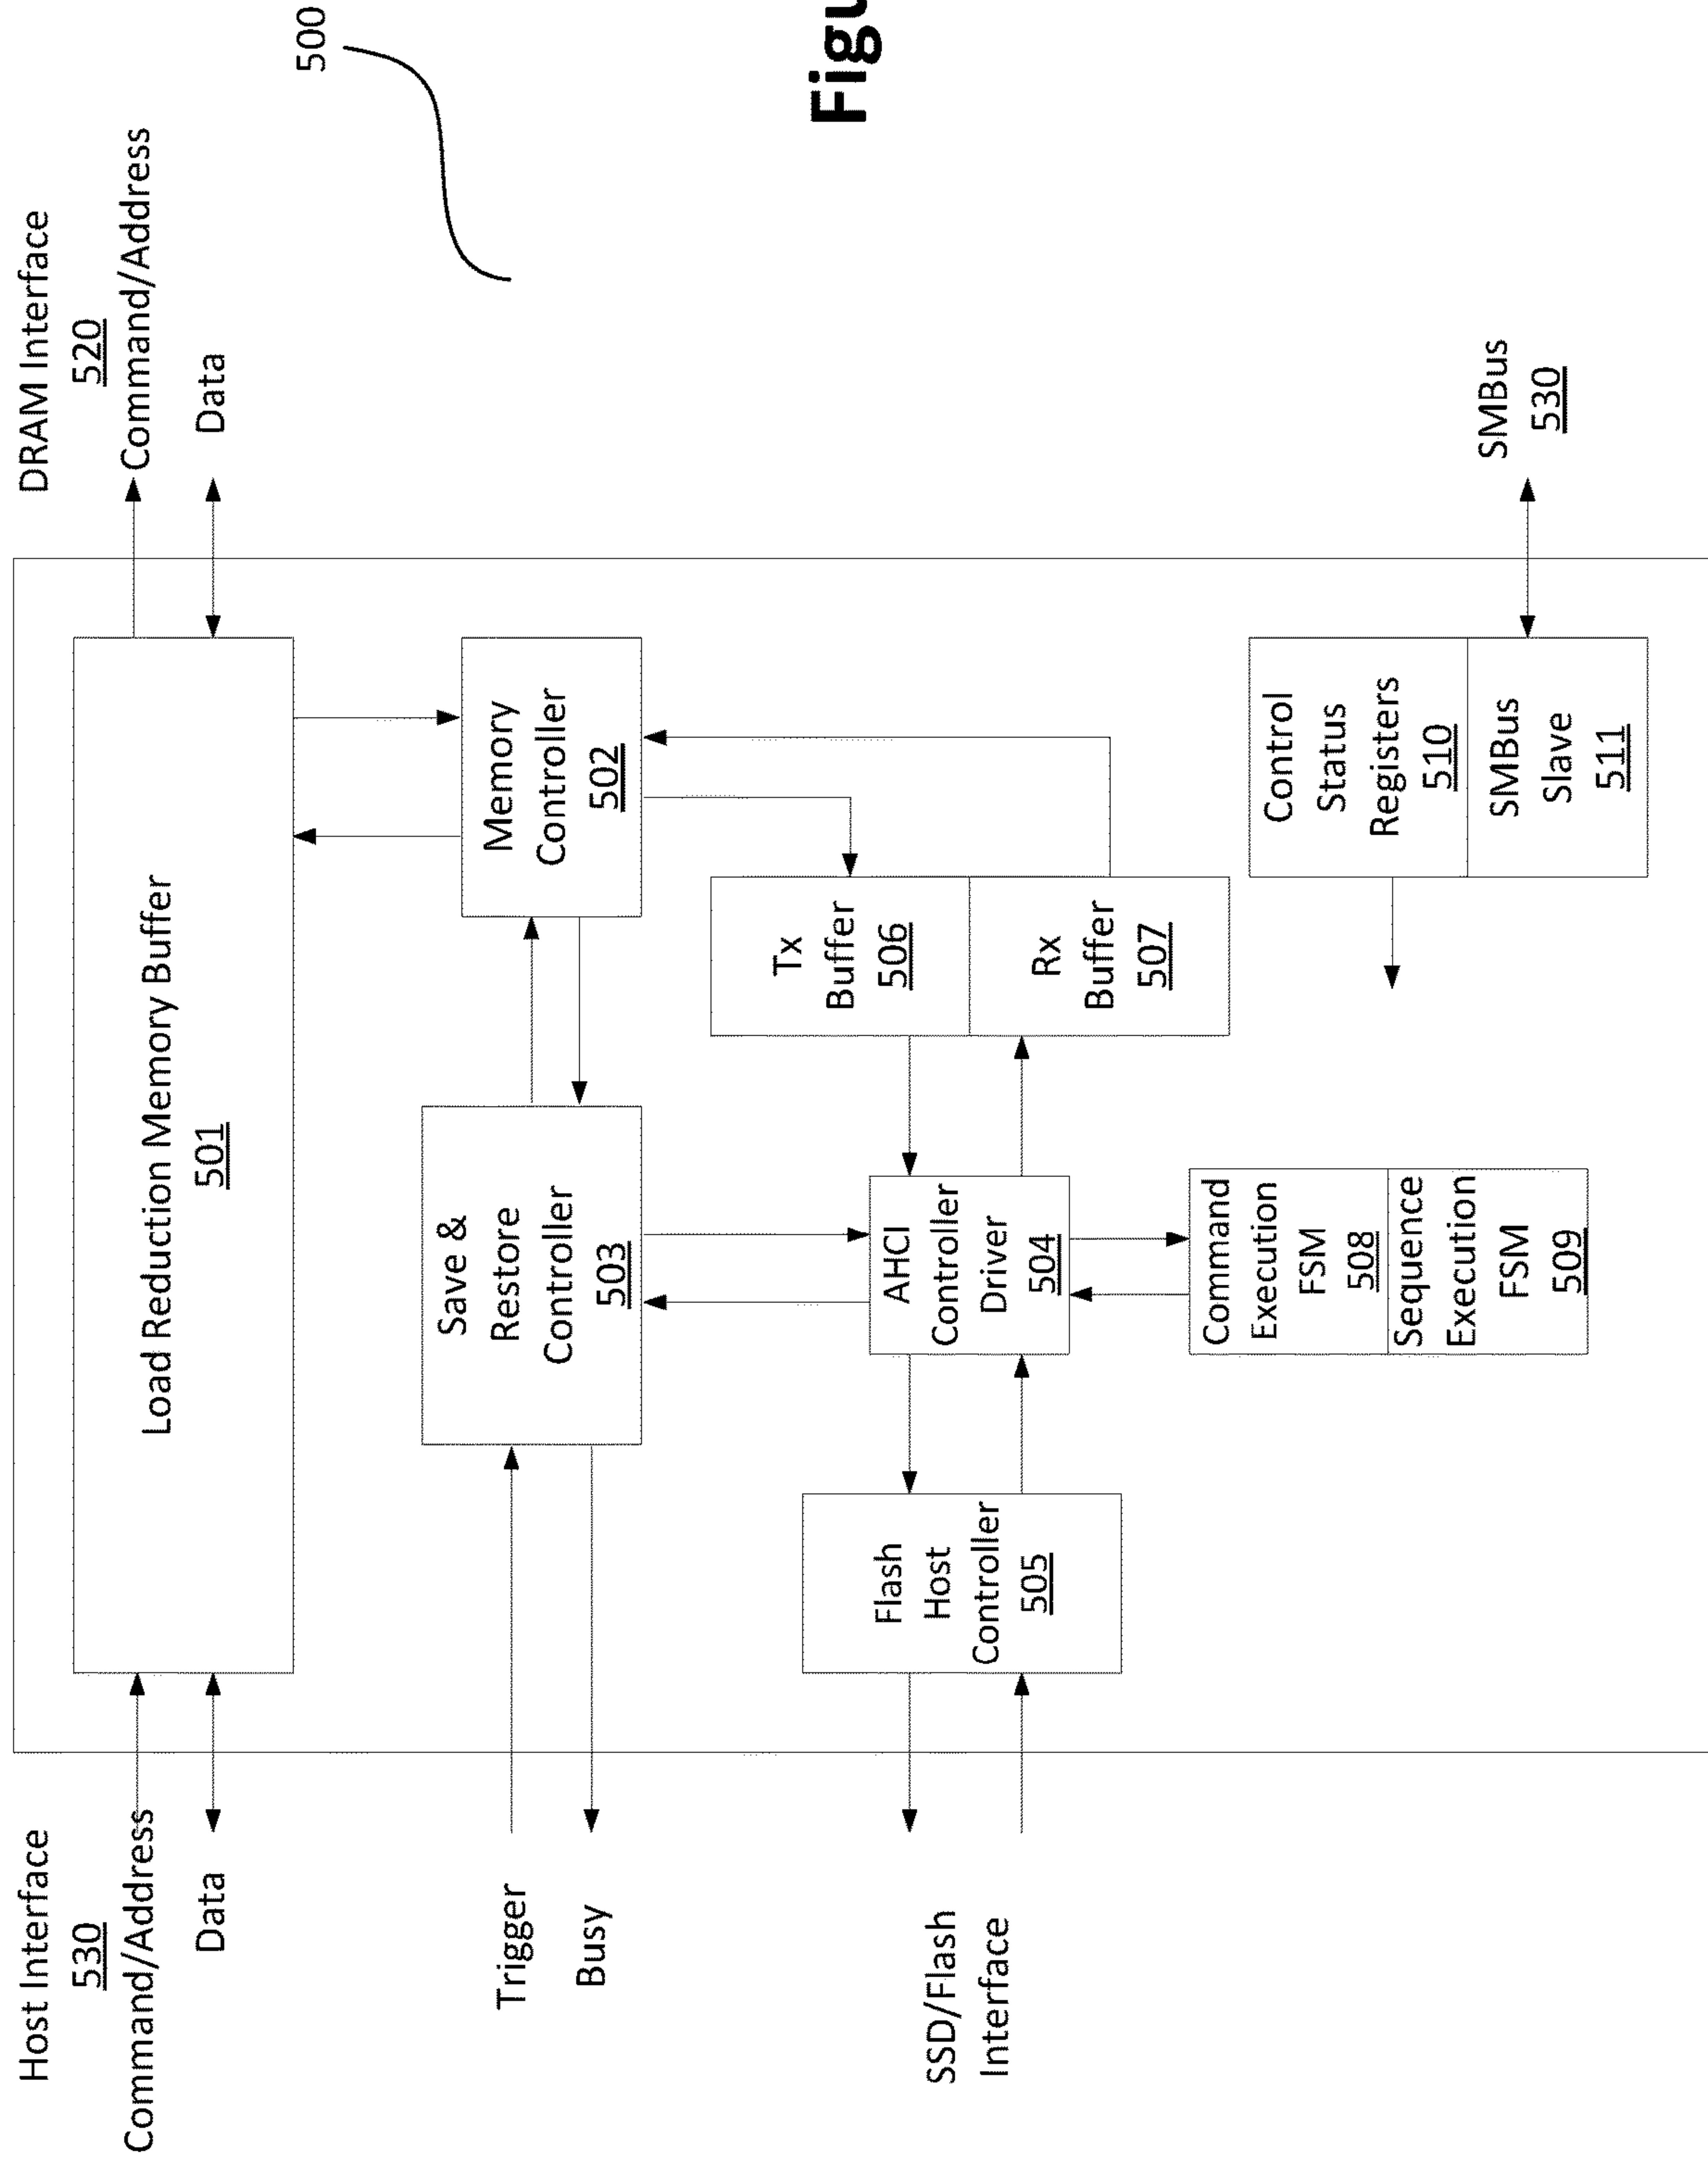 Host Interface
530
Command/Address
Data
Trigger
Busy
SSD/Flash
Interface
Load Reduction Memory Buffer
501
Save &
Restore
Controller
503
Memory
Controller
502
Flash
Host
Controller
505
AHCI
Controller
Driver
504
Tx
Buffer
506
Rx
Buffer
507
Command
Execution
FSM
508
Sequence
Execution
FSM
509
Control
Status
Registers
510
SMBus
Slave
511
DRAM Interface
520
Command/Address
Data
SMBus
530
500
Figu